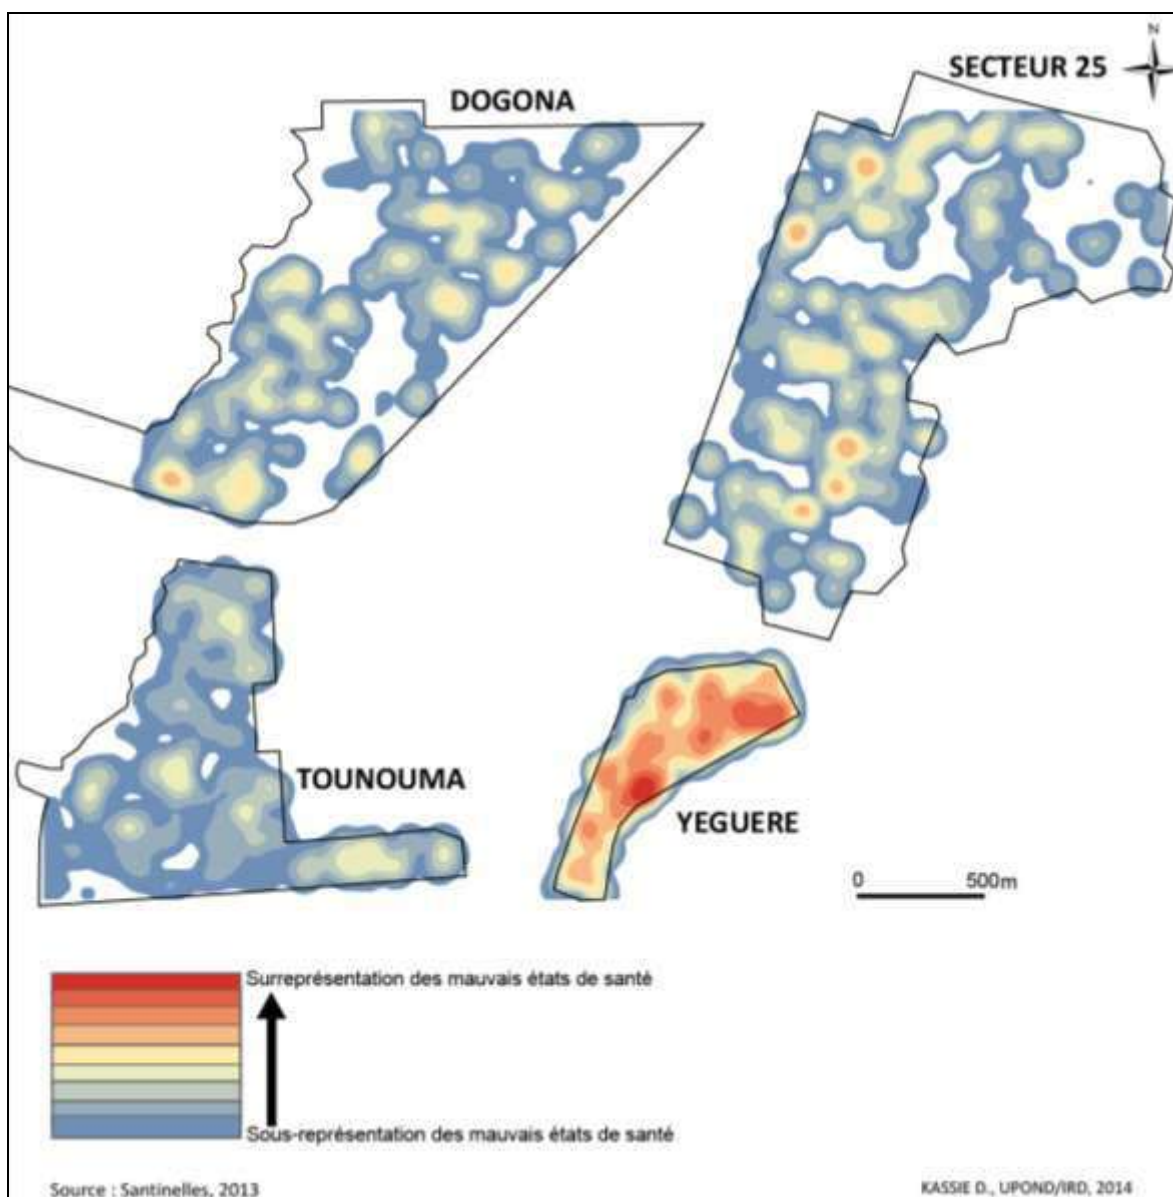 N
SECTEUR 25
DOGONA
TOUNOUMA
YEGUERE
0 500m
Surreprésentation des mauvais états de santé
Sous-représentation des mauvais états de santé
Source : Santinelles, 2013
KASSIE D., UPOND/IRD, 2014